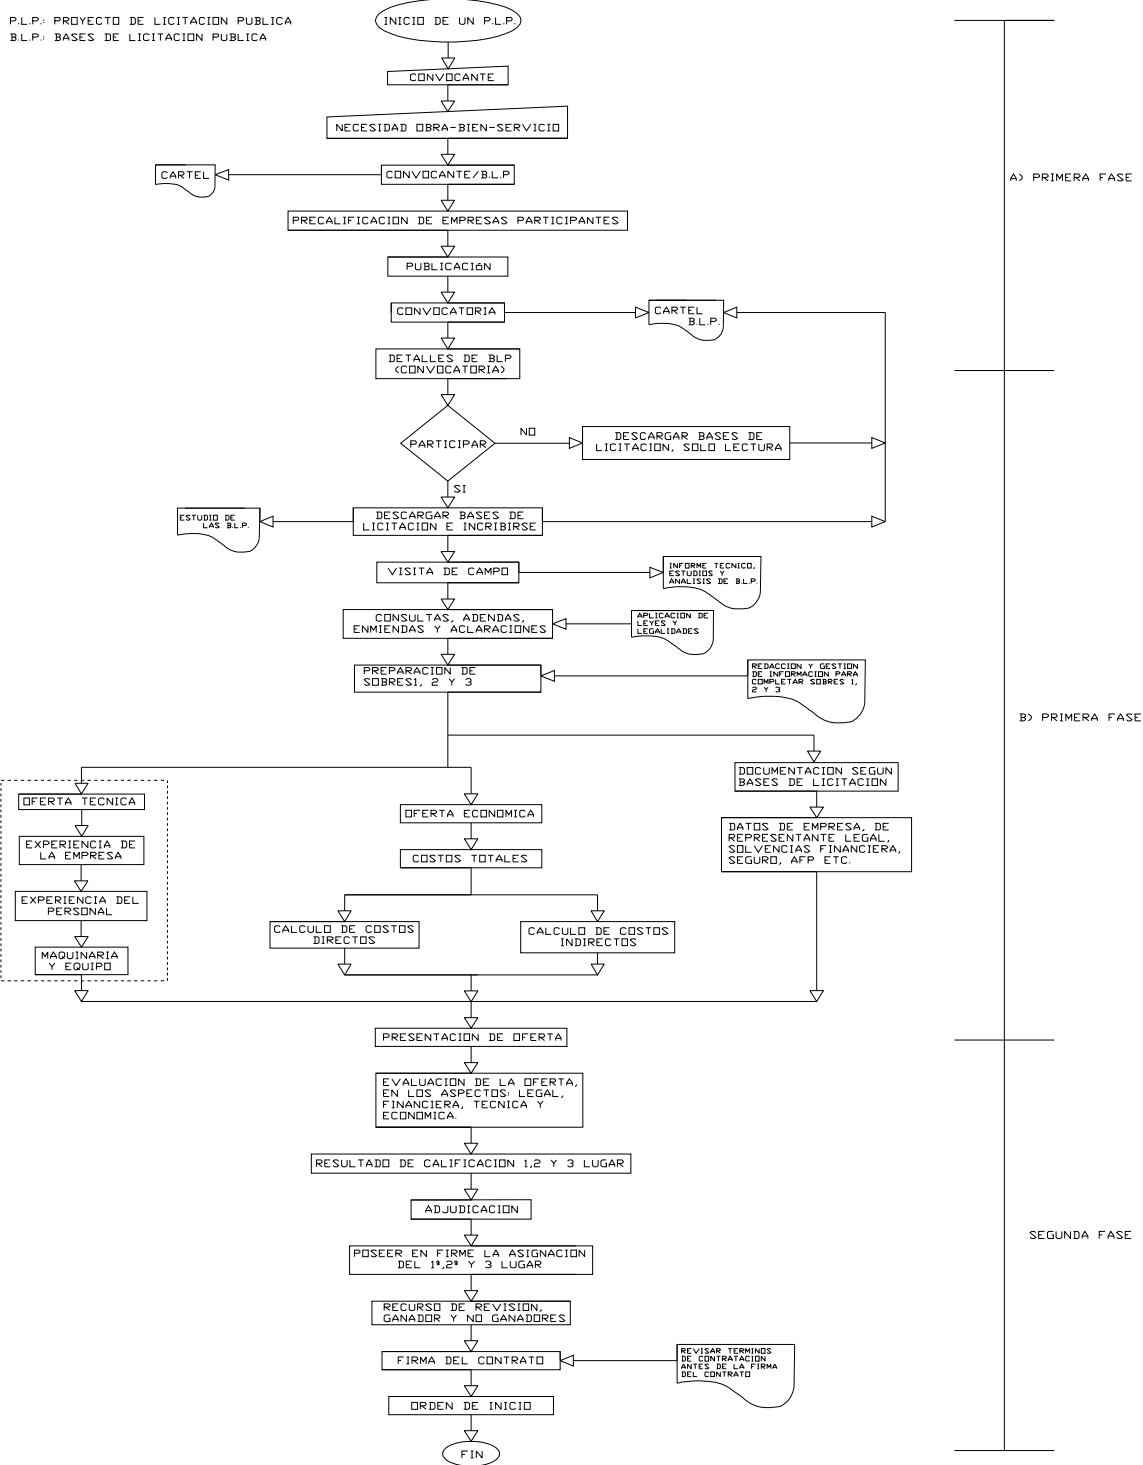 P.L.P.: PROYECTO DE LICITACION PUBLICA
B.L.P.: BASES DE LICITACION PUBLICA
INICIO DE UN P.L.P.
CONVOCANTE
NECESIDAD OBRA-BIEN-SERVICIO
CARTEL
CONVOCANTE/B.L.P
A) PRIMERA FASE
PRECALIFICACION DE EMPRESAS PARTICIPANTES
PUBLICACIóN
CONVOCATORIA
CARTEL
B.L.P.
DETALLES DE BLP
(CONVOCATORIA)
PARTICIPAR
NO
DESCARGAR BASES DE
LICITACION, SOLO LECTURA
SI
ESTUDIO DE
LAS B.L.P.
DESCARGAR BASES DE
LICITACION E INCRIBIRSE
VISITA DE CAMPO
INFORME TECNICO,
ESTUDIOS Y
ANALISIS DE B.L.P.
CONSULTAS, ADENDAS,
ENMIENDAS Y ACLARACIONES
APLICACION DE
LEYES Y
LEGALIDADES
PREPARACION DE
SOBRES1, 2 Y 3
REDACCION Y GESTION
DE INFORMACION PARA
COMPLETAR SOBRES 1,
2 Y 3
B) PRIMERA FASE
DOCUMENTACION SEGUN
BASES DE LICITACION
OFERTA TECNICA
OFERTA ECONOMICA
DATOS DE EMPRESA, DE
REPRESENTANTE LEGAL,
SOLVENCIAS FINANCIERA,
SEGURO, AFP ETC.
EXPERIENCIA DE
LA EMPRESA
COSTOS TOTALES
EXPERIENCIA DEL
PERSONAL
CALCULO DE COSTOS
DIRECTOS
CALCULO DE COSTOS
INDIRECTOS
MAQUINARIA
Y EQUIPO
PRESENTACION DE OFERTA
EVALUACION DE LA OFERTA,
EN LOS ASPECTOS: LEGAL,
FINANCIERA, TECNICA Y
ECONOMICA.
RESULTADO DE CALIFICACION 1,2 Y 3 LUGAR
ADJUDICACION
SEGUNDA FASE
POSEER EN FIRME LA ASIGNACION
DEL 1º,2º Y 3 LUGAR
RECURSO DE REVISION,
GANADOR Y NO GANADORES
FIRMA DEL CONTRATO
REVISAR TERMINOS
DE CONTRATACION
ANTES DE LA FIRMA
DEL CONTRATO
ORDEN DE INICIO
FIN